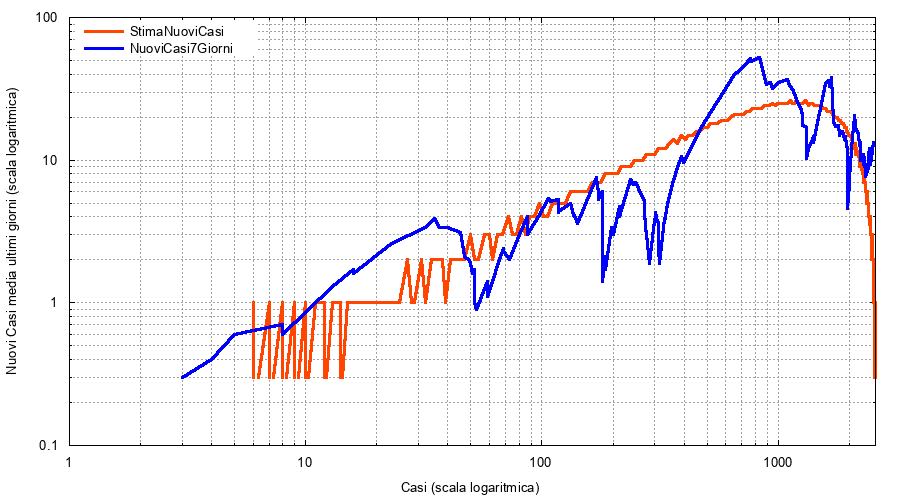 100
10
1
0.1
1
10
100
1000
StimaNuoviCasi
NuoviCasi7Giorni
Nuovi Casi media ultimi giorni (scala logaritmica)
Casi (scala logaritmica)